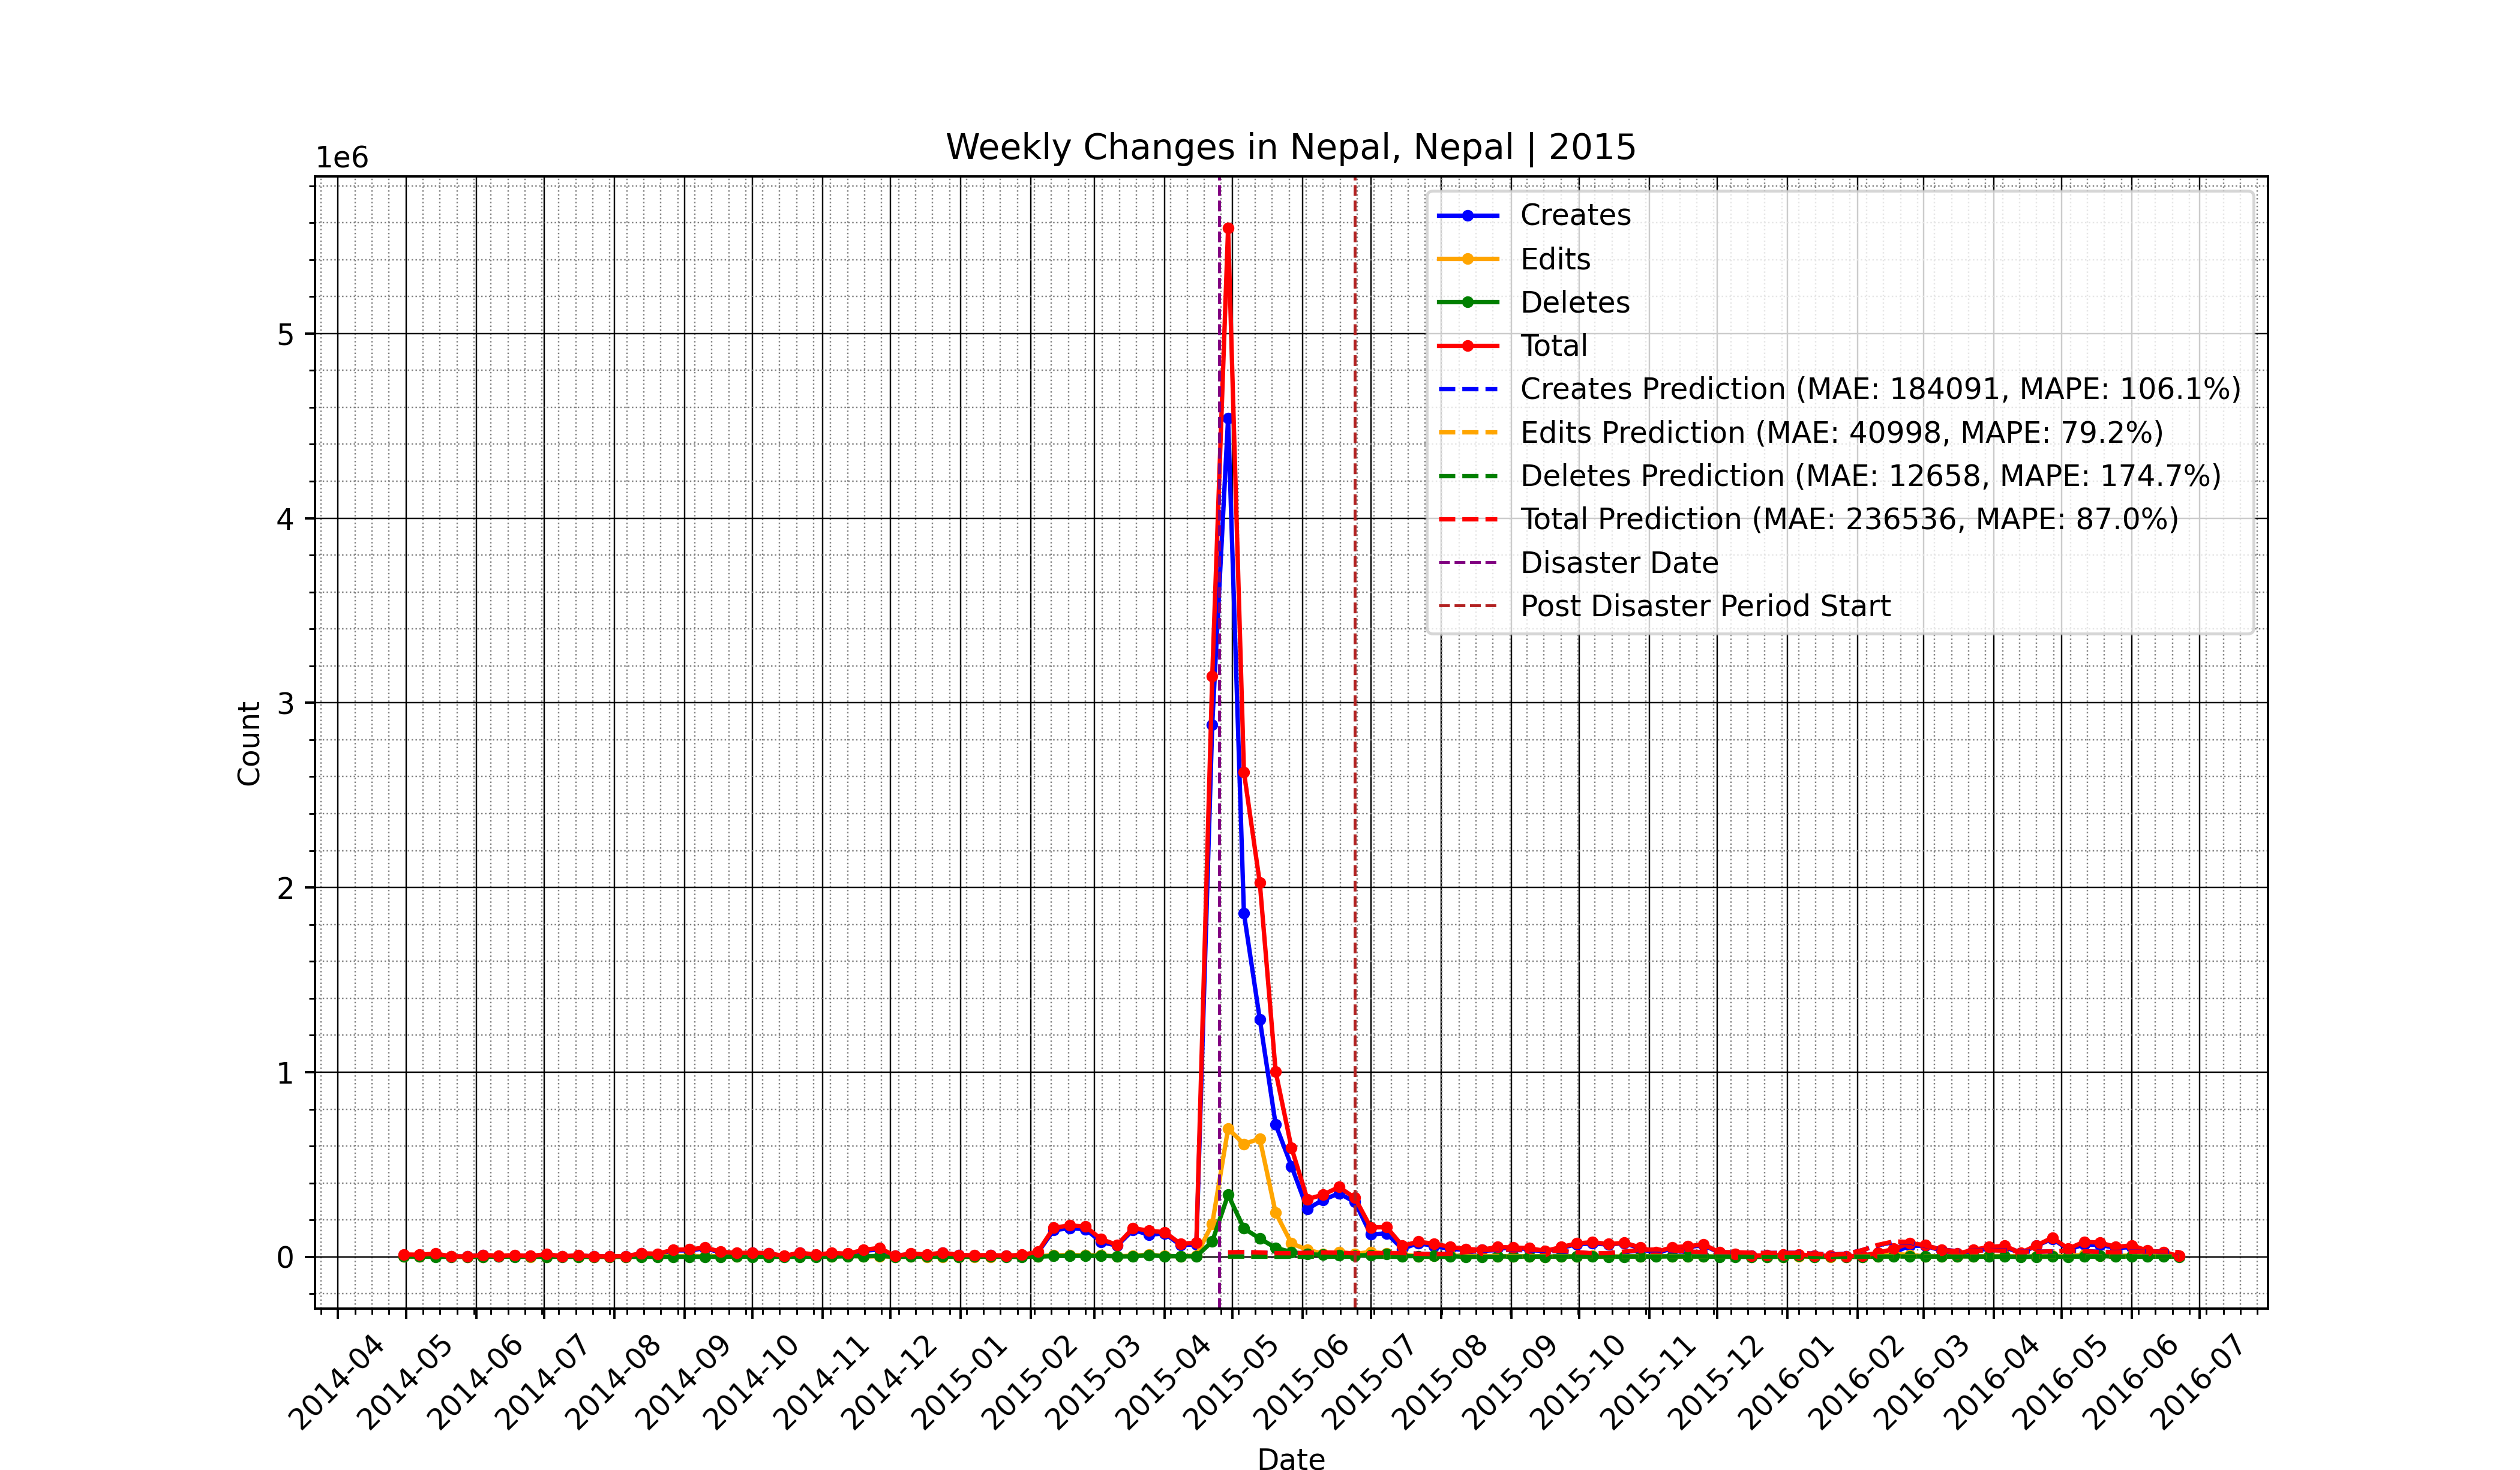 Weekly Changes in Nepal, Nepal | 2015
1e6
Creates
Edits
Deletes
Total
Creates Prediction (MAE: 184091, MAPE: 106.1%)
Edits Prediction (MAE: 40998, MAPE: 79.2%)
Deletes Prediction (MAE: 12658, MAPE: 174.7%)
Total Prediction (MAE: 236536, MAPE: 87.0%)
Disaster Date
Post Disaster Period Start
5
4
3
2
1
0
Count
2014-04
2014-05
2014-06
2014-07
2014-08
2014-09
2014-10
2014-11
2014-12
2015-01
2015-02
2015-03
2015-04
2015-05
2015-06
2015-07
2015-08
2015-09
2015-10
2015-11
2015-12
2016-01
2016-02
2016-03
2016-04
2016-05
2016-06
2016-07
Date